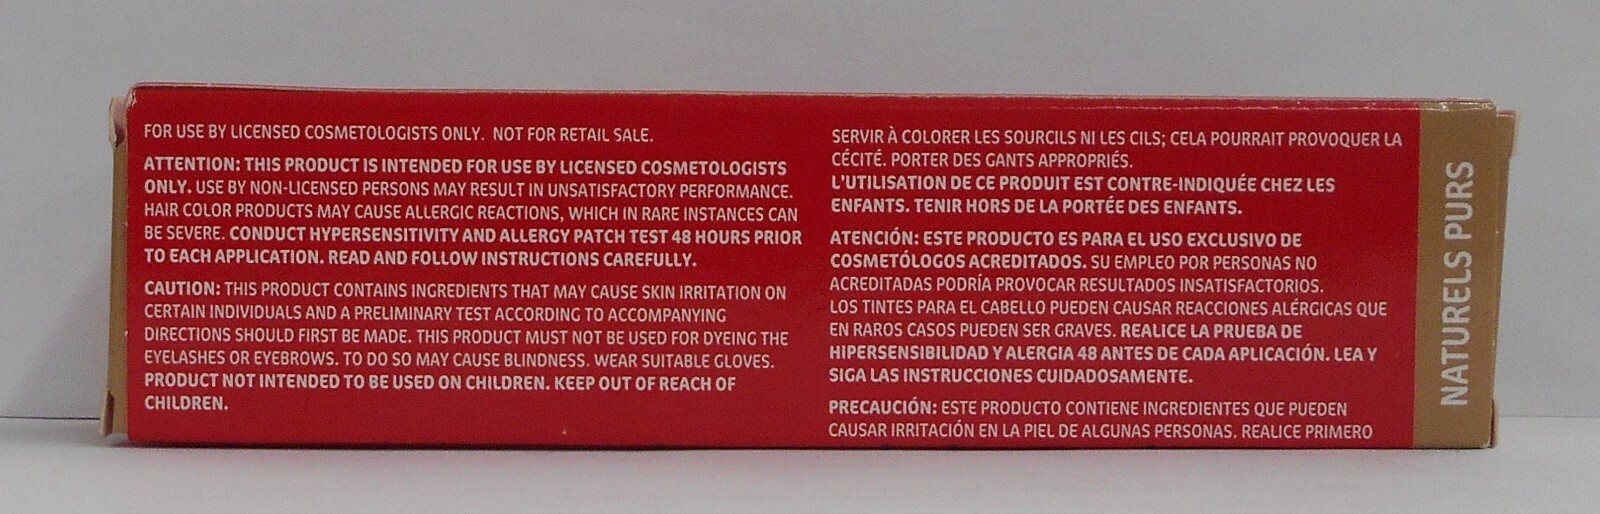 FOR USE BY LICENSED COSMETOLOGISTS ONLY. NOT FOR RETAIL SALE.
ATTENTION: THIS PRODUCT IS INTENDED FOR USE BY LICENSED COSMETOLOGISTS
ONLY. USE BY NON-LICENSED PERSONS MAY RESULT IN UNSATISFACTORY PERFORMANCE.
HAIR COLOR PRODUCTS MAY CAUSE ALLERGIC REACTIONS, WHICH IN RARE INSTANCES CAN
BE SEVERE. CONDUCT HYPERSENSITIVITY AND ALLERGY PATCH TEST 48 HOURS PRIOR
TO EACH APPLICATION. READ AND FOLLOW INSTRUCTIONS CAREFULLY.
CAUTION: THIS PRODUCT CONTAINS INGREDIENTS THAT MAY CAUSE SKIN IRRITATION ON
CERTAIN INDIVIDUALS AND A PRELIMINARY TEST ACCORDING TO ACCOMPANYING
DIRECTIONS SHOULD FIRST BE MADE. THIS PRODUCT MUST NOT BE USED FOR DYEING THE
EYELASHES OR EYEBROWS. TO DO SO MAY CAUSE BLINDNESS. WEAR SUITABLE GLOVES.
PRODUCT NOT INTENDED TO BE USED ON CHILDREN. KEEP OUT OF REACH OF
CHILDREN.
SERVIR À COLORER LES SOURCILS NI LES CILS; CELA POURRAIT PROVOQUER LA
CÉCITÉ. PORTER DES GANTS APPROPRIÉS.
L'UTILISATION DE CE PRODUIT EST CONTRE-INDIQUÉE CHEZ LES
ENFANTS. TENIR HORS DE LA PORTÉE DES ENFANTS.
ATENCIÓN: ESTE PRODUCTO ES PARA EL USO EXCLUSIVO DE
COSMETÓLOGOS ACREDITADOS. SU EMPLEO POR PERSONAS NO
ACREDITADAS PODRÍA PROVOCAR RESULTADOS INSATISFACTORIOS.
LOS TINTES PARA EL CABELLO PUEDEN CAUSAR REACCIONES ALÉRGICAS QUE
EN RAROS CASOS PUEDEN SER GRAVES. REALICE LA PRUEBA DE
HIPERSENSIBILIDAD Y ALERGIA 48 ANTES DE CADA APLICACIÓN. LEA Y
SIGA LAS INSTRUCCIONES CUIDADOSAMENTE.
PRECAUCIÓN: ESTE PRODUCTO CONTIENE INGREDIENTES QUE PUEDEN
CAUSAR IRRITACIÓN EN LA PIEL DE ALGUNAS PERSONAS. REALICE PRIMERO
NATURELS PURS